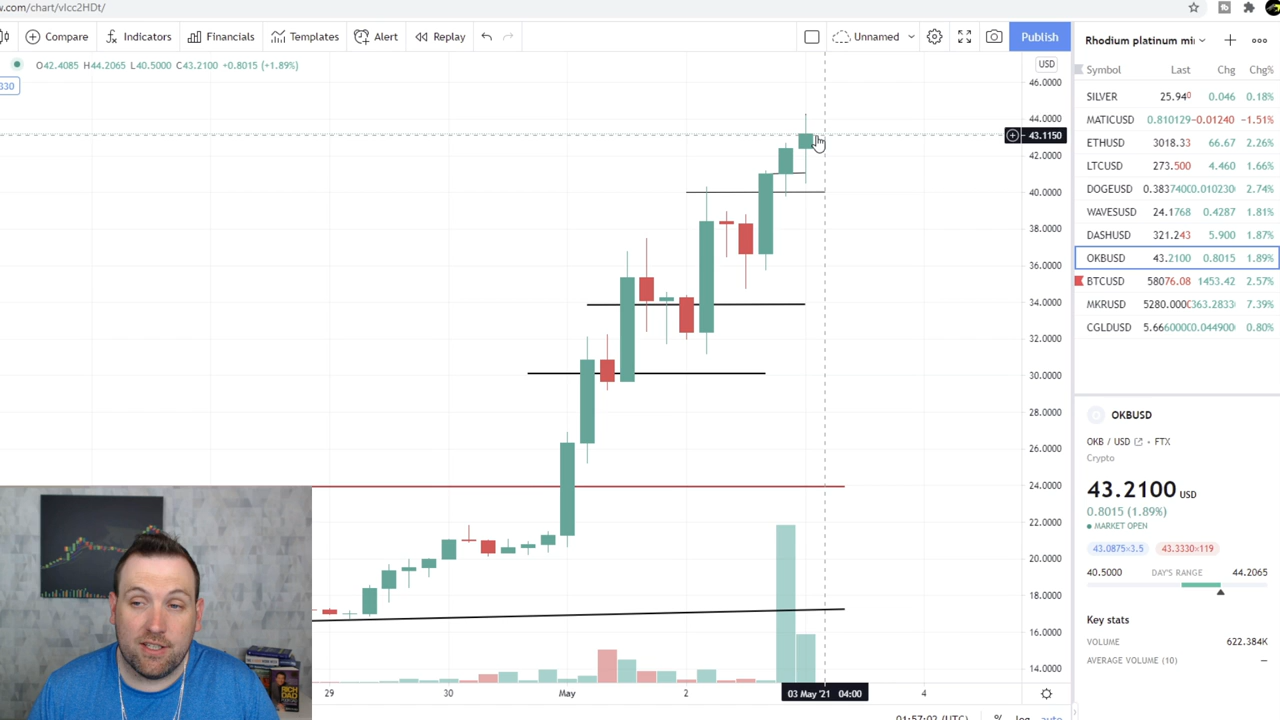 w.com/chart/vlcc2HDt/
Compare Indicators Financials Templates Alert Replay Unnamed Publish
Rhodium platinum mi
O42.4085 H44.2065 L40.5000 C43.2100 +0.8015 (+1.89%)
330
USD
46.0000
44.0000
43.1150
42.0000
40.0000
38.0000
36.0000
34.0000
32.0000
30.0000
28.0000
26.0000
24.0000
22.0000
20.0000
18.0000
16.0000
14.0000
29 30 May 2 03 May '21 04:00 4
01:57:02 (UTC) % log auto
Symbol Last Chg Chg%
SILVER 25.940 0.046 0.18%
MATICUSD 0.810129 -0.01240 -1.51%
ETHUSD 3018.33 66.67 2.26%
LTCUSD 273.500 4.460 1.66%
DOGEUSD 0.383740 0.010230 2.74%
WAVESUSD 24.1768 0.4287 1.81%
DASHUSD 321.243 5.900 1.87%
OKBUSD 43.2100 0.8015 1.89%
BTCUSD 58076.08 1453.42 2.57%
MKRUSD 5280.000 363.2833 7.39%
CGLDUSD 5.66600 0.044900 0.80%
OKBUSD
OKB / USD • FTX
Crypto
43.2100 USD
0.8015 (1.89%)
MARKET OPEN
43.0875×3.5 43.3330×119
40.5000 DAY'S RANGE 44.2065
Key stats
VOLUME 622.384K
AVERAGE VOLUME (10) —
RICH
DAD